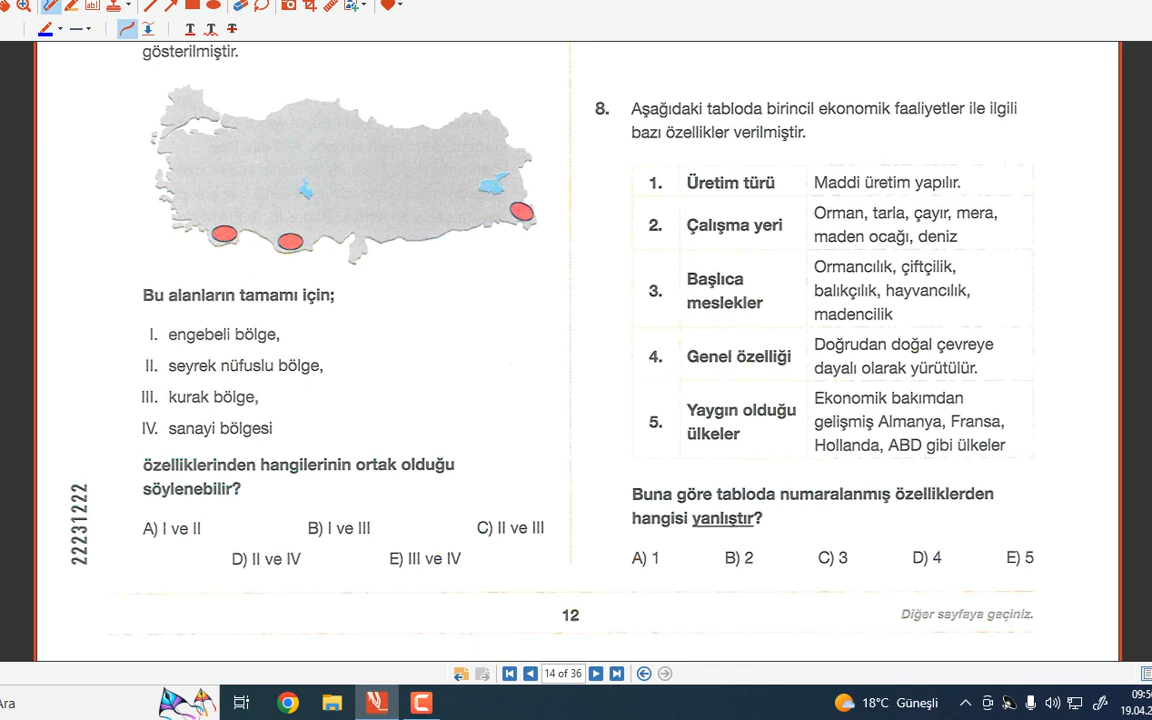 gösterilmiştir.
Bu alanların tamamı için;
I. engebeli bölge,
II. seyrek nüfuslu bölge,
III. kurak bölge,
IV. sanayi bölgesi
özelliklerinden hangilerinin ortak olduğu
söylenebilir?
A) I ve II B) I ve III C) II ve III
D) II ve IV E) III ve IV
22231222
8. Aşağıdaki tabloda birincil ekonomik faaliyetler ile ilgili
bazı özellikler verilmiştir.
1. Üretim türü Maddi üretim yapılır.
2. Çalışma yeri Orman, tarla, çayır, mera,
maden ocağı, deniz
3. Başlıca meslekler Ormancılık, çiftçilik,
balıkçılık, hayvancılık,
madencilik
4. Genel özelliği Doğrudan doğal çevreye
dayalı olarak yürütülür.
5. Yaygın olduğu ülkeler Ekonomik bakımdan
gelişmiş Almanya, Fransa,
Hollanda, ABD gibi ülkeler
Buna göre tabloda numaralanmış özelliklerden
hangisi yanlıştır?
A) 1 B) 2 C) 3 D) 4 E) 5
12
Diğer sayfaya geçiniz.
14 of 36
Ara
18°C Güneşli
09:5
19.04.2